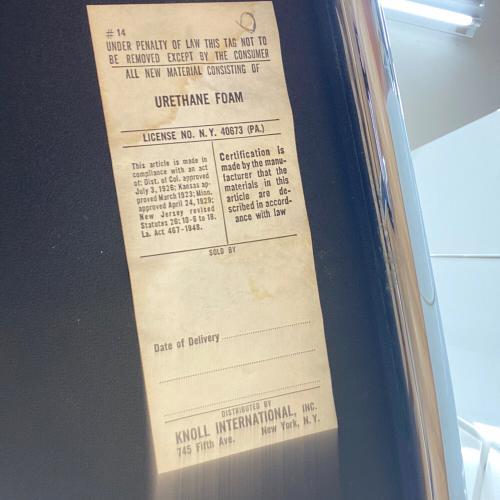 # 14
UNDER PENALTY OF LAW THIS TAG NOT TO
BE REMOVED EXCEPT BY THE CONSUMER
ALL NEW MATERIAL CONSISTING OF
URETHANE FOAM
LICENSE NO. N.Y. 40673 (PA.)
This article is made in
compliance with an act
of: Dist. of Col. approved
July 3, 1926; Kansas ap-
proved March 1923; Minn.
approved April 24, 1929;
New Jersey revised
Statutes 26: 10-6 to 18.
La. Act 467-1948.
Certification is
made by the manu-
facturer that the
materials in this
article are de-
scribed in accord-
ance with law
SOLD BY
Date of Delivery
DISTRIBUTED BY
KNOLL INTERNATIONAL, INC.
745 Fifth Ave. New York, N.Y.